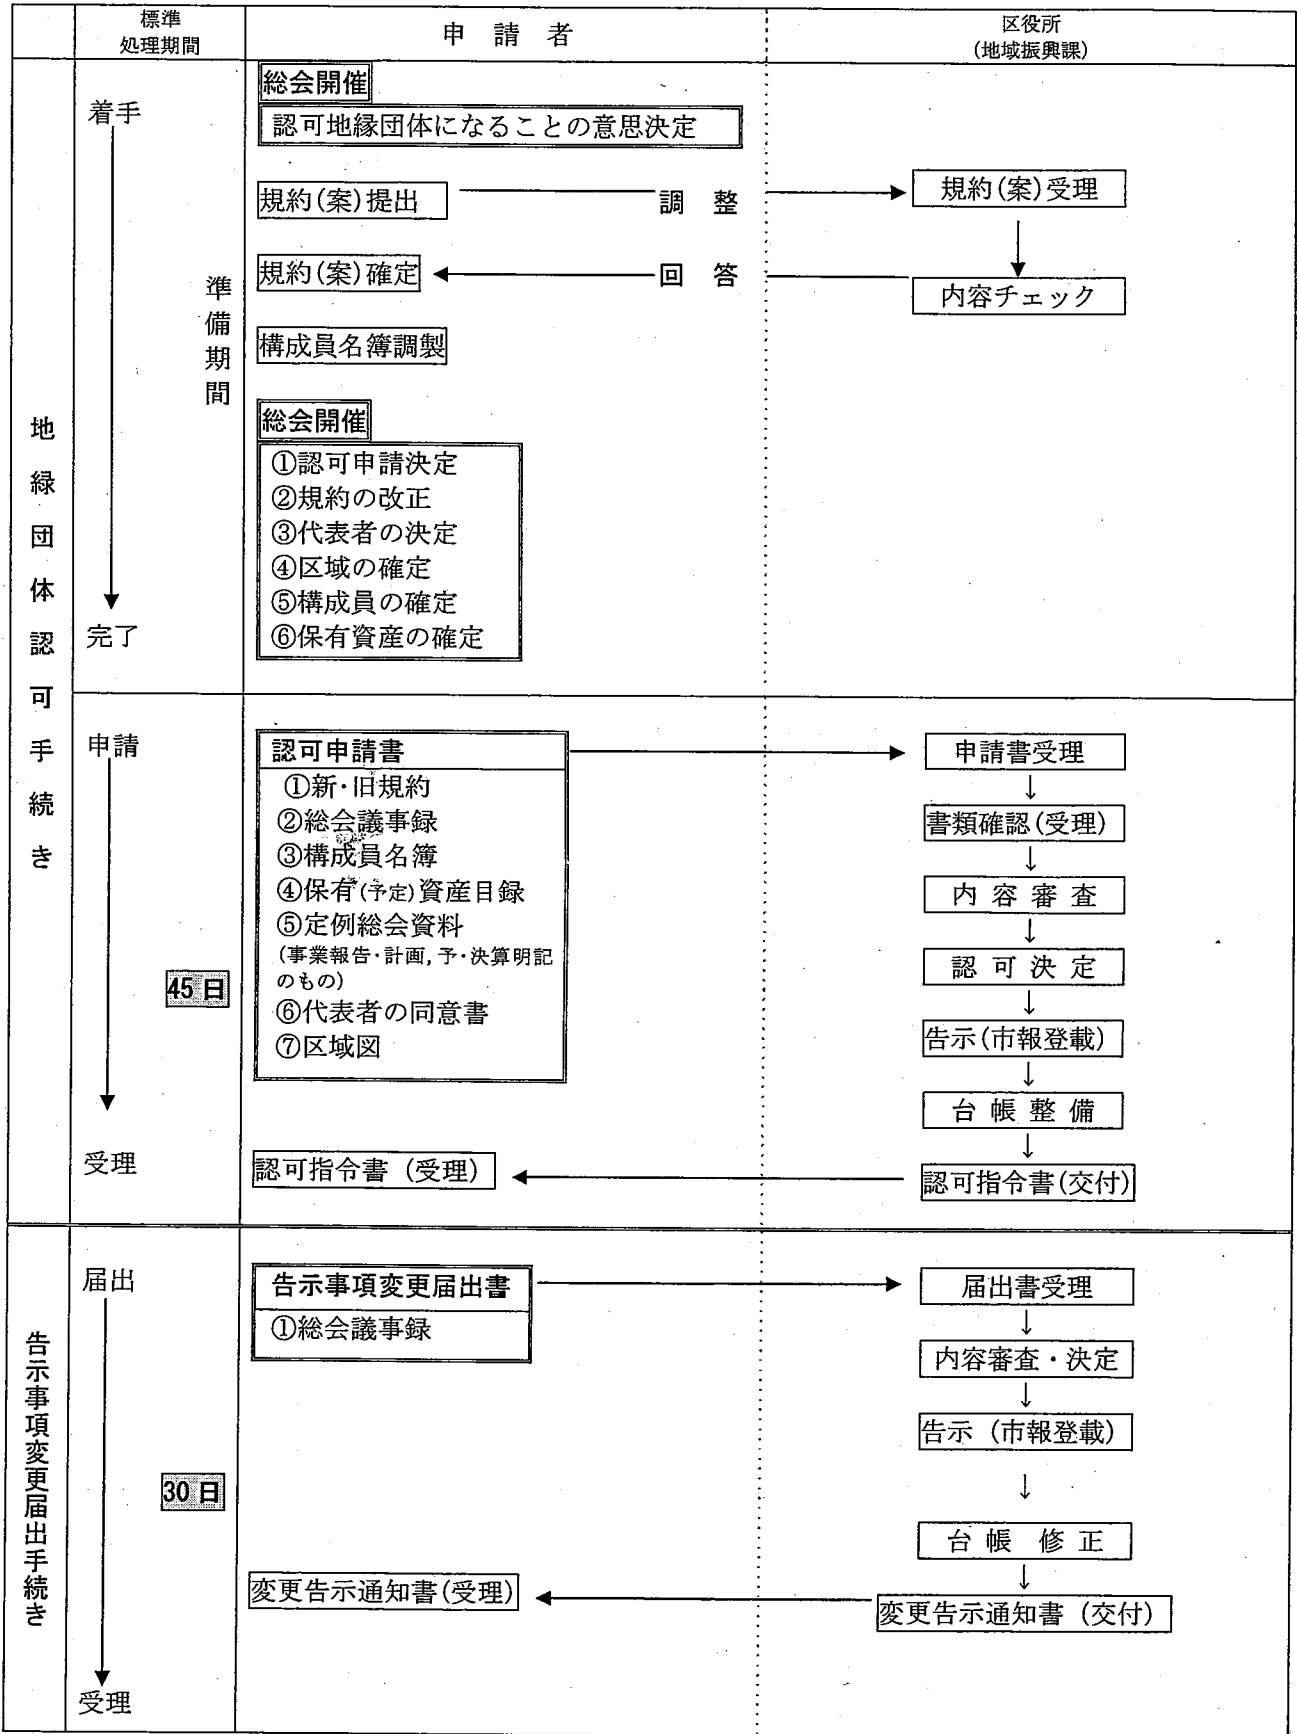 標準
処理期間
申請者
区役所
(地域振興課)
地縁団体認可手続き
着手
準備期間
完了
総会開催
認可地縁団体になることの意思決定
規約(案)提出
調整
規約(案)受理
規約(案)確定
回答
内容チェック
構成員名簿調製
総会開催
①認可申請決定
②規約の改正
③代表者の決定
④区域の確定
⑤構成員の確定
⑥保有資産の確定
申請
45日
受理
認可申請書
①新・旧規約
②総会議事録
③構成員名簿
④保有(予定)資産目録
⑤定例総会資料
(事業報告・計画,予・決算明記
のもの)
⑥代表者の同意書
⑦区域図
申請書受理
↓
書類確認(受理)
↓
内容審査
↓
認可決定
↓
告示(市報登載)
↓
台帳整備
↓
認可指令書(交付)
認可指令書(受理)
告示事項変更届出手続き
届出
30日
受理
告示事項変更届出書
①総会議事録
届出書受理
↓
内容審査・決定
↓
告示(市報登載)
↓
台帳修正
↓
変更告示通知書(交付)
変更告示通知書(受理)